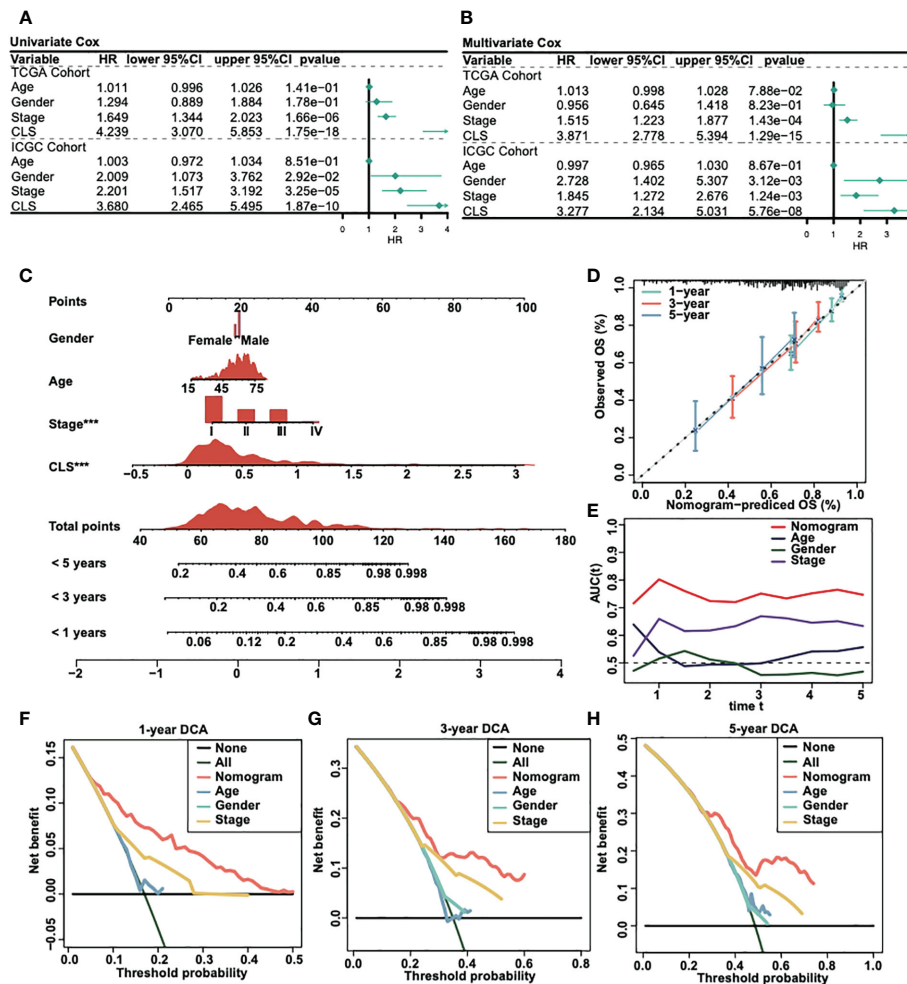 A
Univariate Cox
Variable HR lower 95%CI upper 95%CI pvalue
TCGA Cohort
Age 1.011 0.996 1.026 1.41e−01
Gender 1.294 0.889 1.884 1.78e−01
Stage 1.649 1.344 2.023 1.66e−06
CLS 4.239 3.070 5.853 1.75e−18
ICGC Cohort
Age 1.003 0.972 1.034 8.51e−01
Gender 2.009 1.073 3.762 2.92e−02
Stage 2.201 1.517 3.192 3.25e−05
CLS 3.680 2.465 5.495 1.87e−10
0 1 2 3 4
HR
B
Multivariate Cox
Variable HR lower 95%CI upper 95%CI pvalue
TCGA Cohort
Age 1.013 0.998 1.028 7.88e−02
Gender 0.956 0.645 1.418 8.23e−01
Stage 1.515 1.223 1.877 1.43e−04
CLS 3.871 2.778 5.394 1.29e−15
ICGC Cohort
Age 0.997 0.965 1.030 8.67e−01
Gender 2.728 1.402 5.307 3.12e−03
Stage 1.845 1.272 2.676 1.24e−03
CLS 3.277 2.134 5.031 5.76e−08
0 1 2 3
HR
C
Points
0 20 40 60 80 100
Gender
Female Male
Age
15 45 75
Stage***
I II III IV
CLS***
−0.5 0 0.5 1 1.5 2 2.5 3
Total points
40 60 80 100 120 140 160 180
< 5 years
0.2 0.4 0.6 0.85 0.98 0.998
< 3 years
0.2 0.4 0.6 0.85 0.98 0.998
< 1 years
0.06 0.12 0.2 0.4 0.6 0.85 0.98 0.998
−2 −1 0 1 2 3 4
D
1−year
3−year
5−year
Observed OS (%)
0.0 0.2 0.4 0.6 0.8 1.0
0.0 0.2 0.4 0.6 0.8 1.0
Nomogram−prediced OS (%)
E
Nomogram
Age
Gender
Stage
AUC(t)
0.5 0.6 0.7 0.8 0.9 1.0
1 2 3 4 5
time t
F
1-year DCA
None
All
Nomogram
Age
Gender
Stage
Net benefit
−0.05 0.00 0.05 0.10 0.15
0.0 0.1 0.2 0.3 0.4 0.5
Threshold probability
G
3-year DCA
None
All
Nomogram
Age
Gender
Stage
Net benefit
0.0 0.1 0.2 0.3
0.0 0.2 0.4 0.6 0.8
Threshold probability
H
5-year DCA
None
All
Nomogram
Age
Gender
Stage
Net benefit
0.0 0.1 0.2 0.3 0.4 0.5
0.0 0.2 0.4 0.6 0.8 1.0
Threshold probability